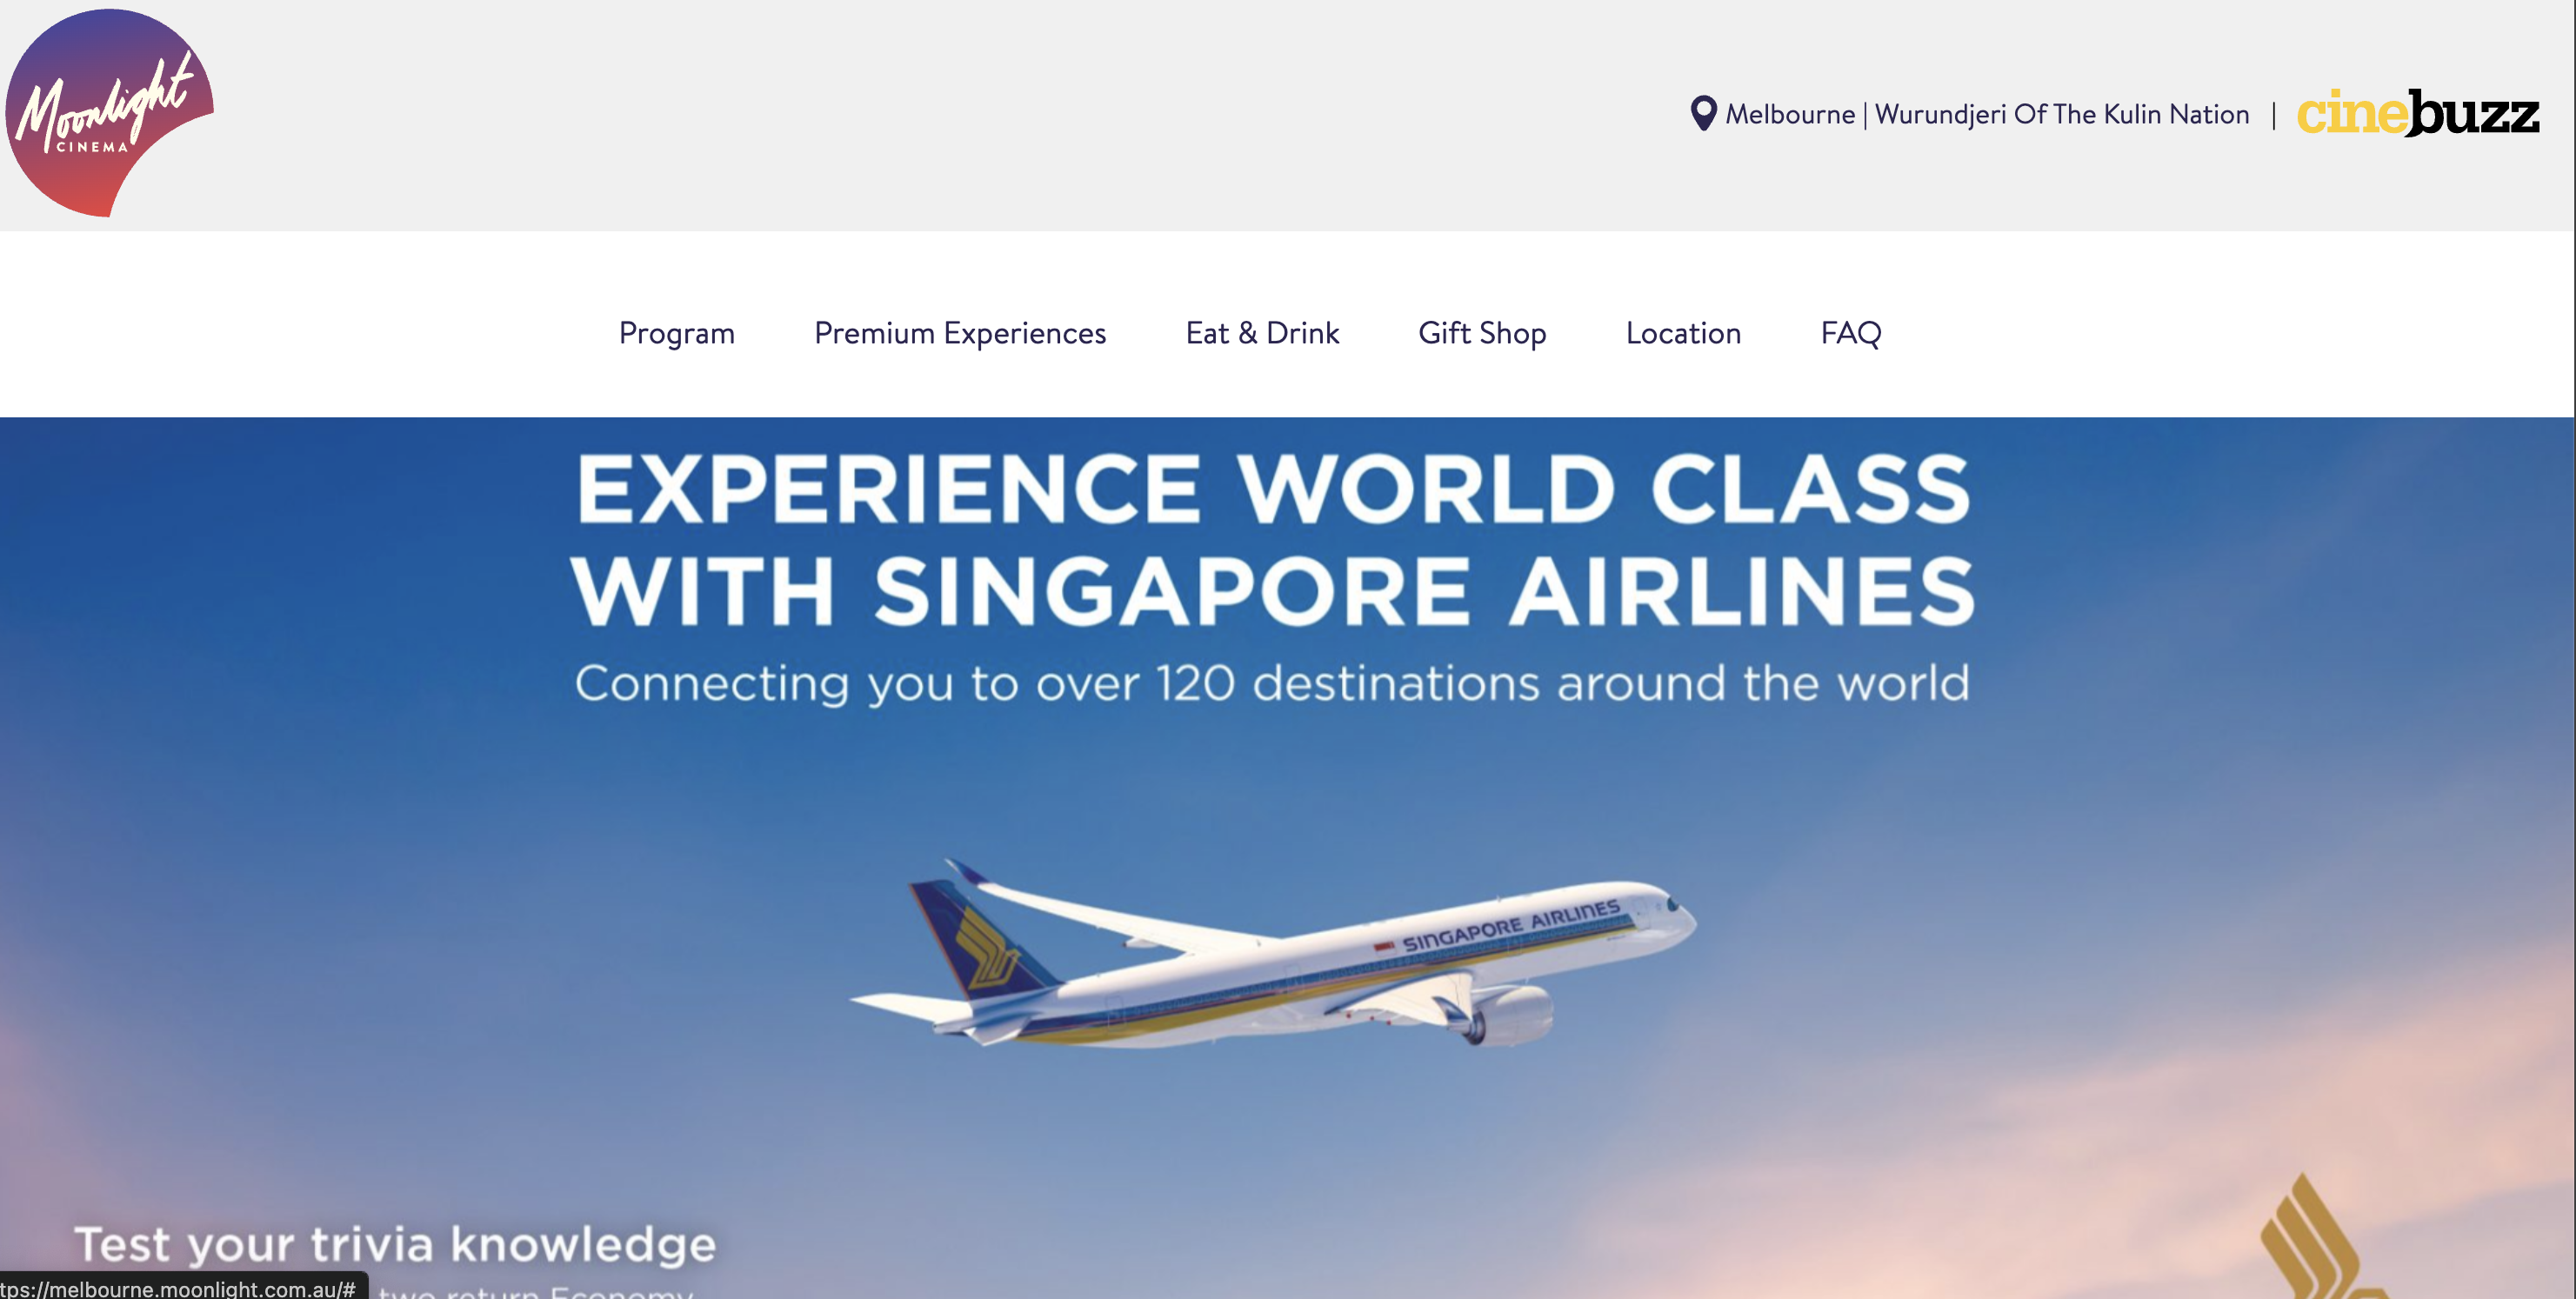 Moonlight
CINEMA
Melbourne | Wurundjeri Of The Kulin Nation | cinebuzz
Program Premium Experiences Eat & Drink Gift Shop Location FAQ
EXPERIENCE WORLD CLASS
WITH SINGAPORE AIRLINES
Connecting you to over 120 destinations around the world
SINGAPORE AIRLINES
Test your trivia knowledge
tps://melbourne.moonlight.com.au/# two return Economy